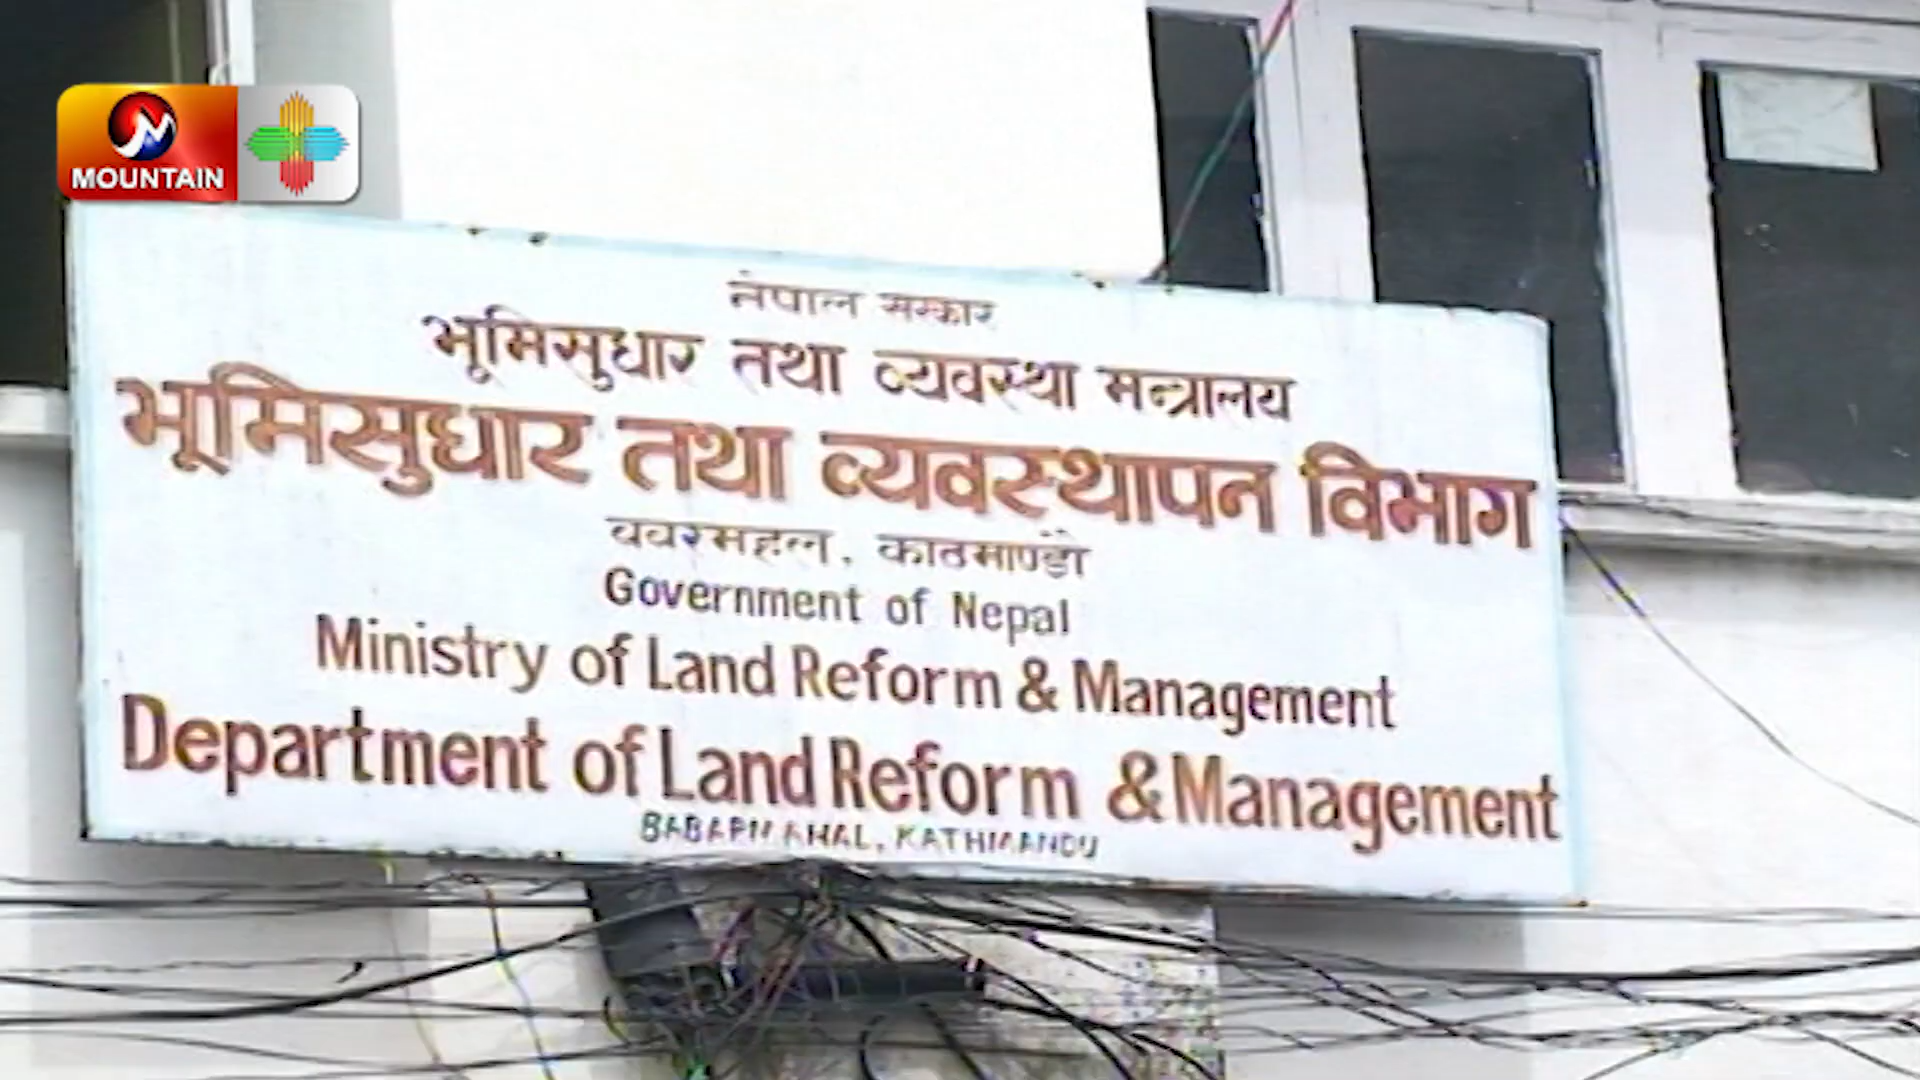 MOUNTAIN
नेपाल सरकार
भूमिसुधार तथा व्यवस्था मन्त्रालय
भूमिसुधार तथा व्यवस्थापन विभाग
ववरमहल, काठमाण्डौ
Government of Nepal
Ministry of Land Reform & Management
Department of Land Reform & Management
BABARMAHAL, KATHMANDU